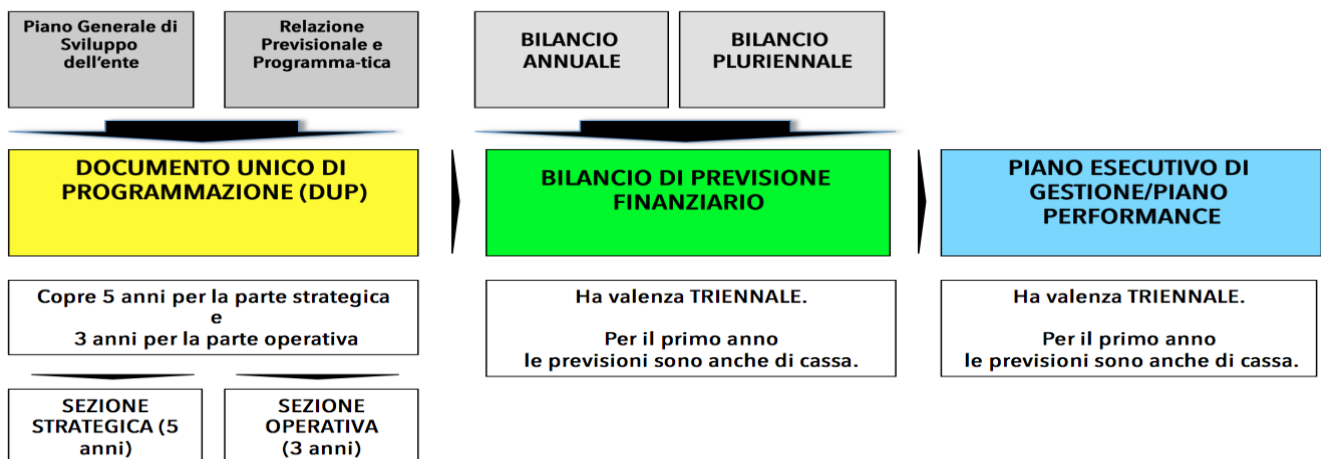 Piano Generale di
Sviluppo
dell'ente
Relazione
Previsionale e
Programma-tica
BILANCIO
ANNUALE
BILANCIO
PLURIENNALE
DOCUMENTO UNICO DI
PROGRAMMAZIONE (DUP)
BILANCIO DI PREVISIONE
FINANZIARIO
PIANO ESECUTIVO DI
GESTIONE/PIANO
PERFORMANCE
Copre 5 anni per la parte strategica
e
3 anni per la parte operativa
Ha valenza TRIENNALE.
Per il primo anno
le previsioni sono anche di cassa.
Ha valenza TRIENNALE.
Per il primo anno
le previsioni sono anche di cassa.
SEZIONE
STRATEGICA (5
anni)
SEZIONE
OPERATIVA
(3 anni)